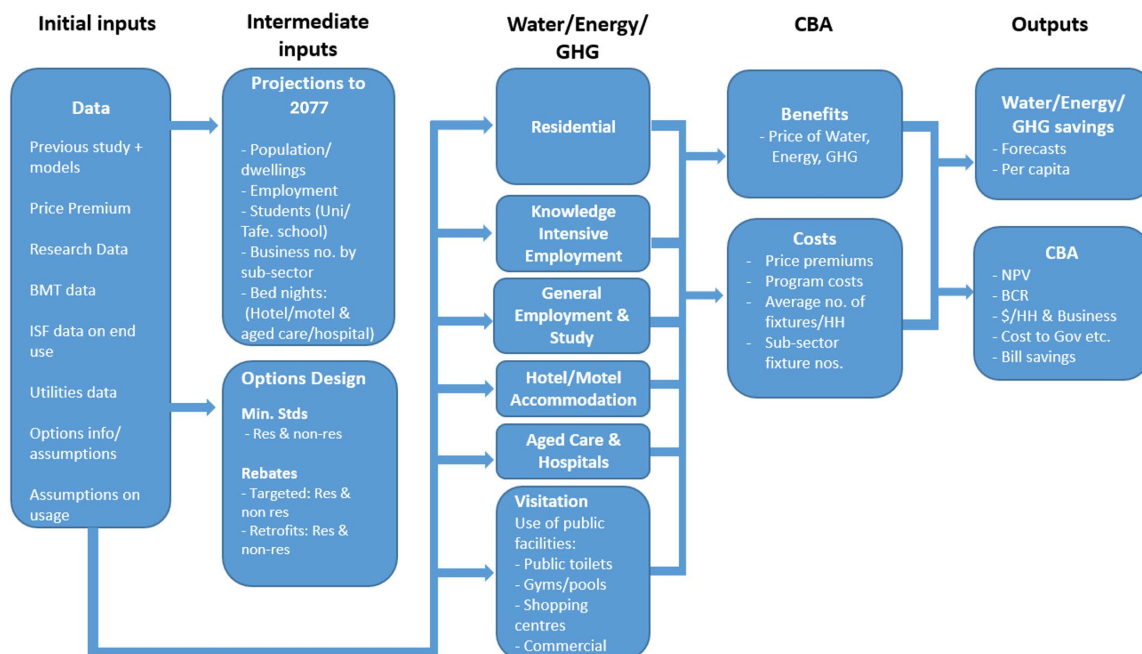 Initial inputs
Intermediate
inputs
Water/Energy/
GHG
CBA
Outputs
Data
Previous study +
models
Price Premium
Research Data
BMT data
ISF data on end
use
Utilities data
Options info/
assumptions
Assumptions on
usage
Projections to
2077
- Population/
dwellings
- Employment
- Students (Uni/
Tafe. school)
- Business no. by
sub-sector
- Bed nights:
(Hotel/motel &
aged care/hospital)
Options Design
Min. Stds
- Res & non-res
Rebates
- Targeted: Res &
non res
- Retrofits: Res &
non-res
Residential
Knowledge
Intensive
Employment
General
Employment &
Study
Hotel/Motel
Accommodation
Aged Care &
Hospitals
Visitation
Use of public
facilities:
- Public toilets
- Gyms/pools
- Shopping
centres
- Commercial
Benefits
- Price of Water,
Energy, GHG
Costs
- Price premiums
- Program costs
- Average no. of
fixtures/HH
- Sub-sector
fixture nos.
Water/Energy/
GHG savings
- Forecasts
- Per capita
CBA
- NPV
- BCR
- $/HH & Business
- Cost to Gov etc.
- Bill savings